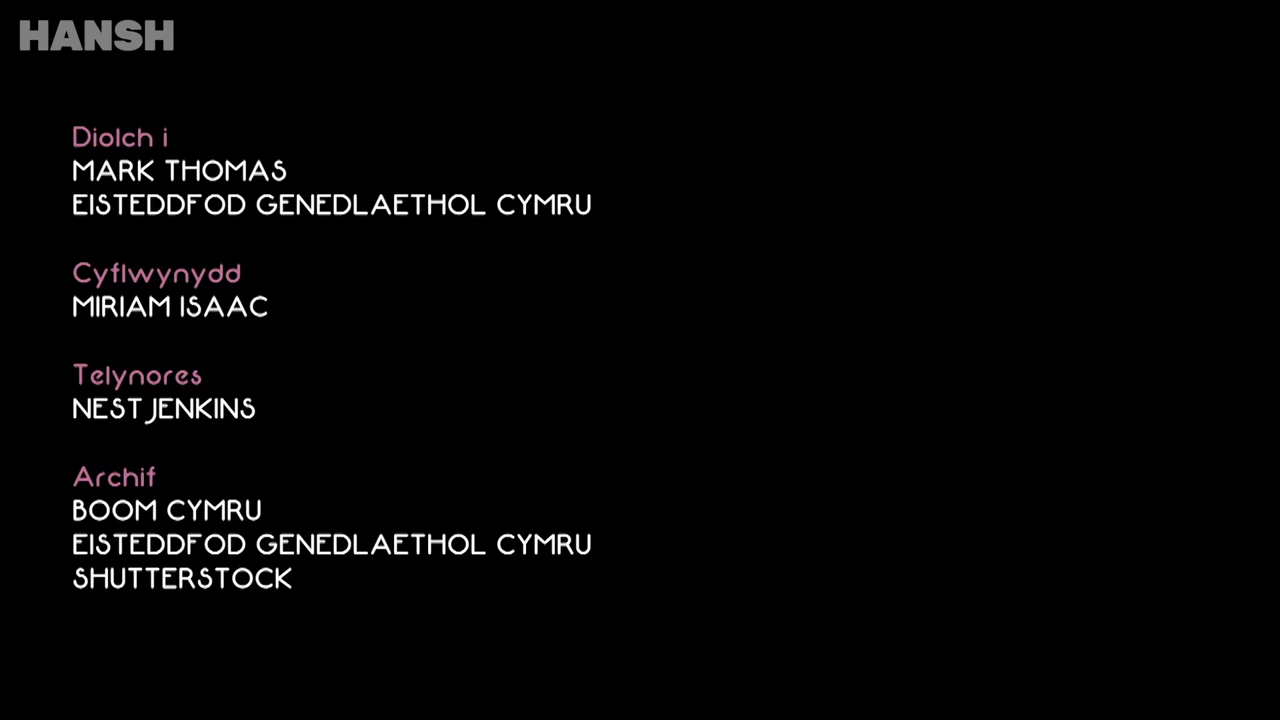 HANSH
Diolch i
MARK THOMAS
EISTEDDFOD GENEDLAETHOL CYMRU
Cyflwynydd
MIRIAM ISAAC
Telynores
NEST JENKINS
Archif
BOOM CYMRU
EISTEDDFOD GENEDLAETHOL CYMRU
SHUTTERSTOCK